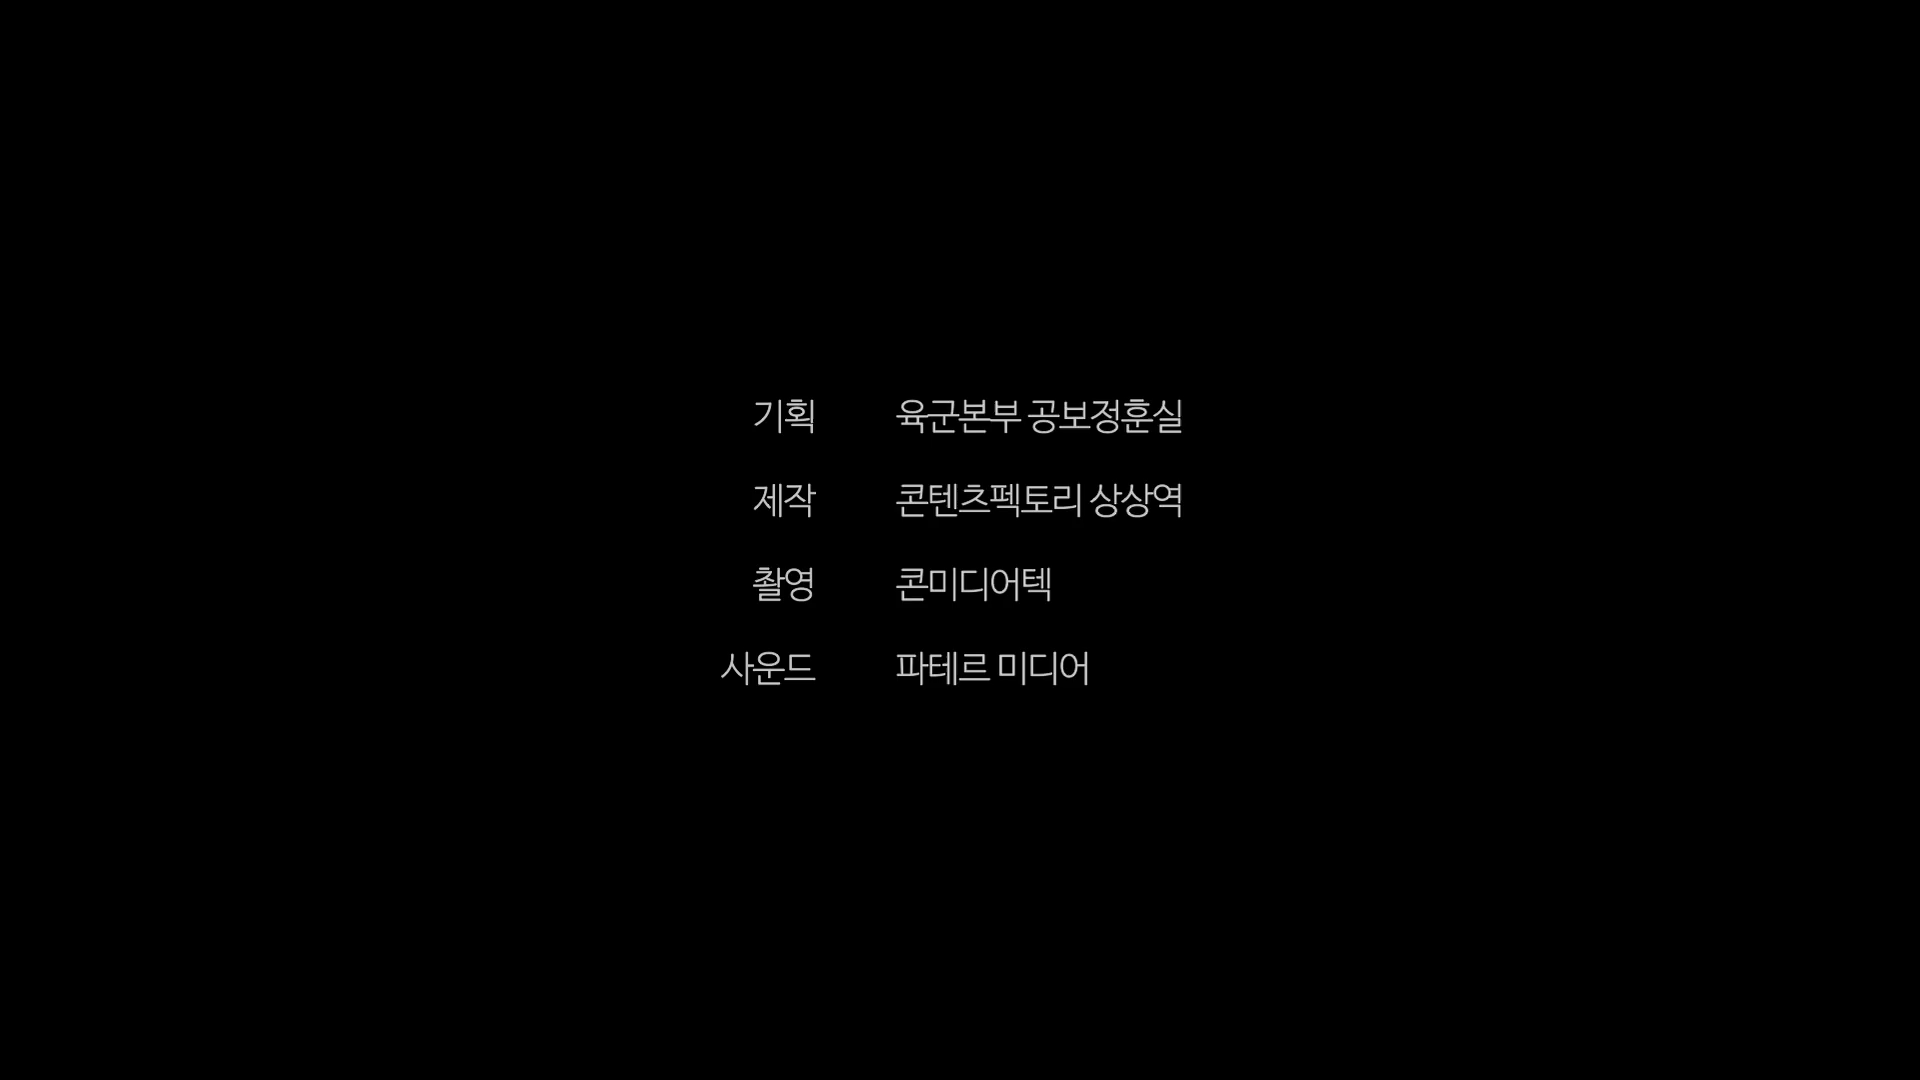 기획 육군본부 공보정훈실
제작 콘텐츠펙토리 상상역
촬영 콘미디어텍
사운드 파테르 미디어